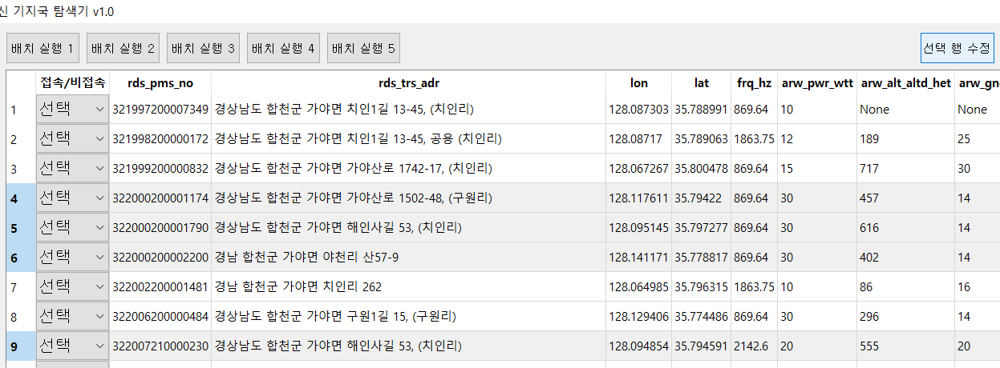 신 기지국 탐색기 v1.0
배치 실행 1 배치 실행 2 배치 실행 3 배치 실행 4 배치 실행 5 선택 행 수정
접속/비접속 rds_pms_no rds_trs_adr lon lat frq_hz arw_pwr_wtt arw_alt_altd_het arw_gn
1 선택 321997200007349 경상남도 합천군 가야면 치인1길 13-45, (치인리) 128.087303 35.788991 869.64 10 None None
2 선택 321998200000172 경상남도 합천군 가야면 치인1길 13-45, 공용 (치인리) 128.08717 35.789063 1863.75 12 189 25
3 선택 321999200000832 경상남도 합천군 가야면 가야산로 1742-17, (치인리) 128.067267 35.800478 869.64 15 717 30
4 선택 322000200001174 경상남도 합천군 가야면 가야산로 1502-48, (구원리) 128.117611 35.79422 869.64 30 457 14
5 선택 322000200001790 경상남도 합천군 가야면 해인사길 53, (치인리) 128.095145 35.797277 869.64 30 616 14
6 선택 322000200002200 경남 합천군 가야면 야천리 산57-9 128.141171 35.778817 869.64 30 402 14
7 선택 322002200001481 경남 합천군 가야면 치인리 262 128.064985 35.796315 1863.75 10 86 16
8 선택 322006200000484 경상남도 합천군 가야면 구원1길 15, (구원리) 128.129406 35.774486 869.64 30 296 14
9 선택 322007210000230 경상남도 합천군 가야면 해인사길 53, (치인리) 128.094854 35.794591 2142.6 20 555 20